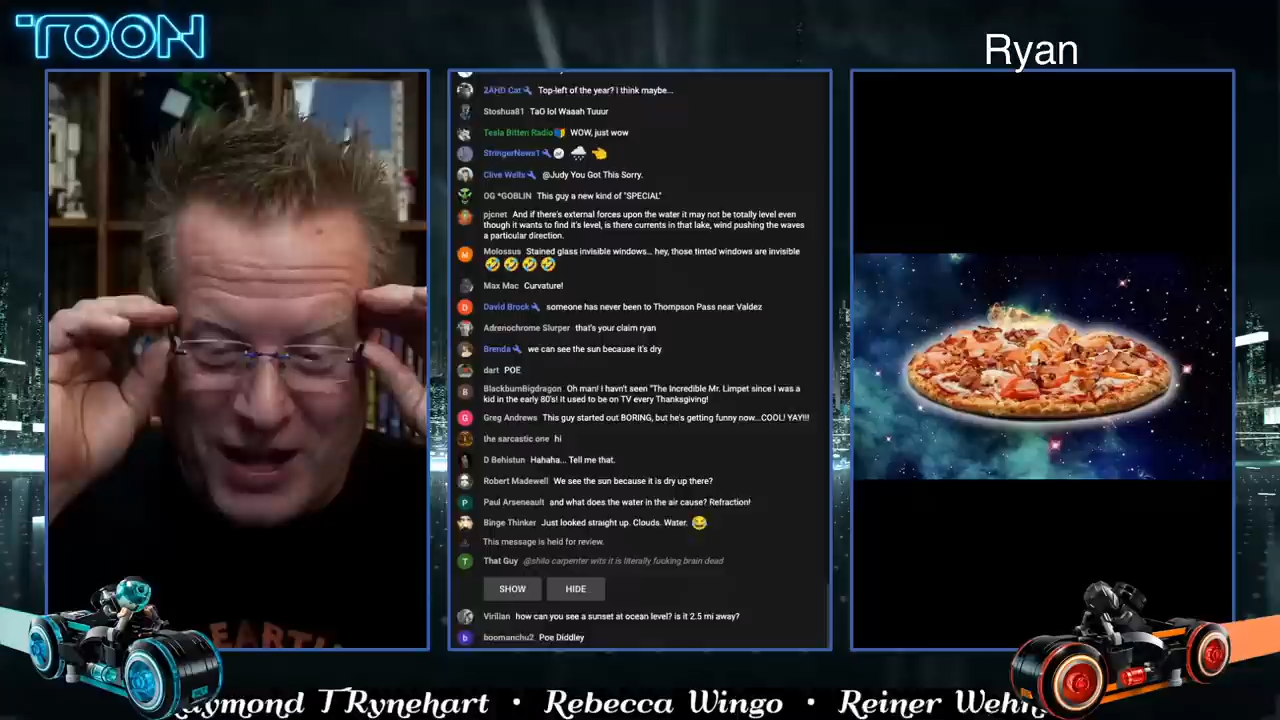 TOON
Ryan
2AHD Cat Top-left of the year? I think maybe...
Stoshua81 TaO lol Waaah Tuuur
Tesla Bitten Radio WOW, just wow
StringerNews1
Clive Wells @Judy You Got This Sorry.
OG *GOBLIN This guy a new kind of "SPECIAL"
pjcnet And if there's external forces upon the water it may not be totally level even
though it wants to find it's level, is there currents in that lake, wind pushing the waves
a particular direction.
Molossus Stained glass invisible windows... hey, those tinted windows are invisible
🤣🤣🤣🤣
Max Mac Curvature!
David Brock someone has never been to Thompson Pass near Valdez
Adrenochrome Slurper that's your claim ryan
Brenda we can see the sun because it's dry
dart POE
BlackburnBigdragon Oh man! I havn't seen "The Incredible Mr. Limpet since I was a
kid in the early 80's! It used to be on TV every Thanksgiving!
Greg Andrews This guy started out BORING, but he's getting funny now...COOL! YAY!!!
the sarcastic one hi
D Behistun Hahaha... Tell me that.
Robert Madewell We see the sun because it is dry up there?
Paul Arseneault and what does the water in the air cause? Refraction!
Binge Thinker Just looked straight up. Clouds. Water. 😂
This message is held for review.
That Guy @shilo carpenter wits it is literally fucking brain dead
SHOW HIDE
Virilian how can you see a sunset at ocean level? is it 2.5 mi away?
boomanchu2 Poe Diddley
EARTH
aymond T Rynehart • Rebecca Wingo • Reiner Weh